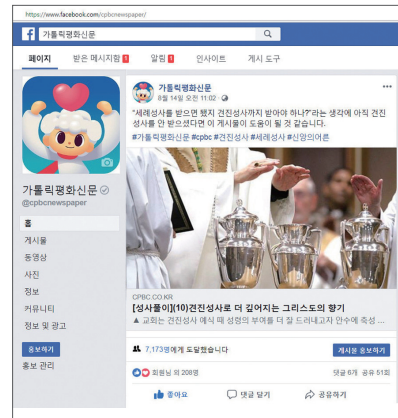 https://www.facebook.com/cpbcnewspaper/
f 가톨릭평화신문
페이지 받은 메시지함 1 알림 1 인사이트 게시 도구
가톨릭평화신문
8월 14일 오전 11:02
"세례성사를 받으면 됐지 견진성사까지 받아야 하나?"라는 생각에 아직 견진
성사를 안 받으셨다면 이 게시물이 도움이 될 것 같습니다.
#가톨릭평화신문 #cpbc #견진성사 #세례성사 #신앙의어른
가톨릭평화신문
@cpbcnewspaper
홈
게시물
동영상
사진
정보
커뮤니티
정보 및 광고
홍보하기
홍보 관리
CPBC.CO.KR
[성사풀이](10)견진성사로 더 깊어지는 그리스도의 향기
▲ 교회는 견진성사 예식 때 성령의 부여를 더 잘 드러내고자 안수에 축성 ...
7,173명에게 도달했습니다
게시물 홍보하기
회원님 외 208명 댓글 6개 공유 51회
좋아요 댓글 달기 공유하기